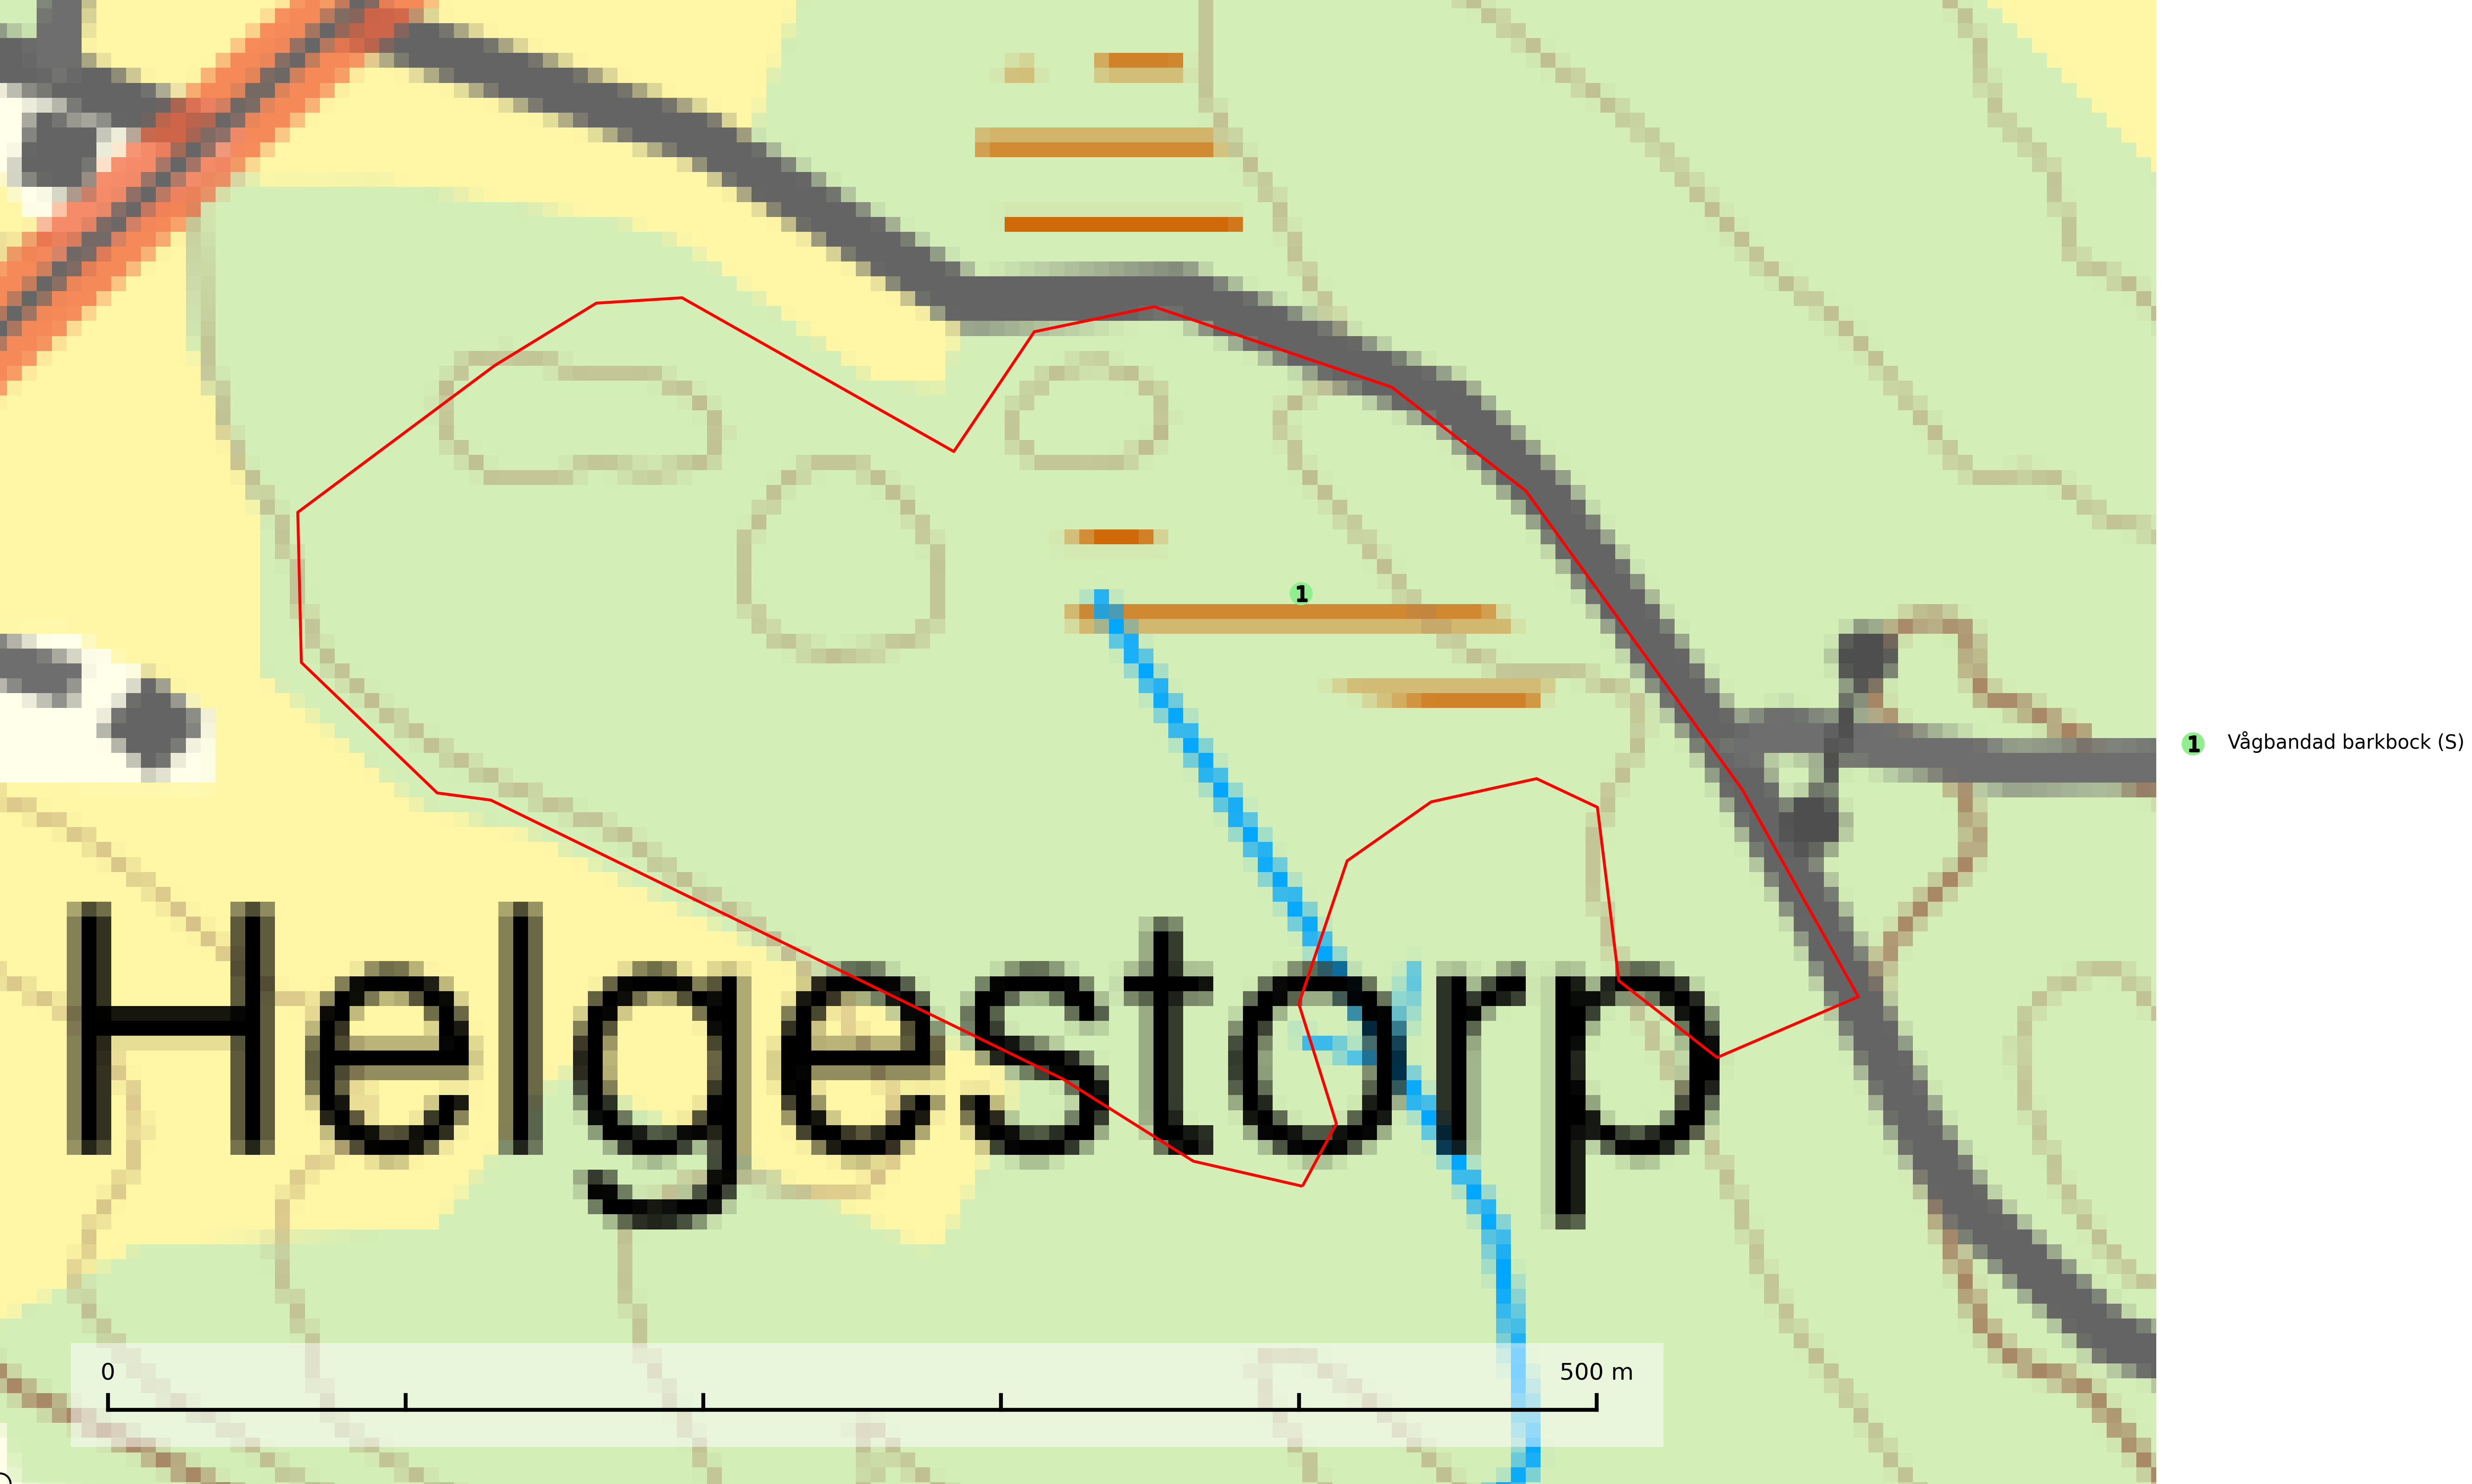 1
1 Vågbandad barkbock (S)
Helgestorp
0 500 m